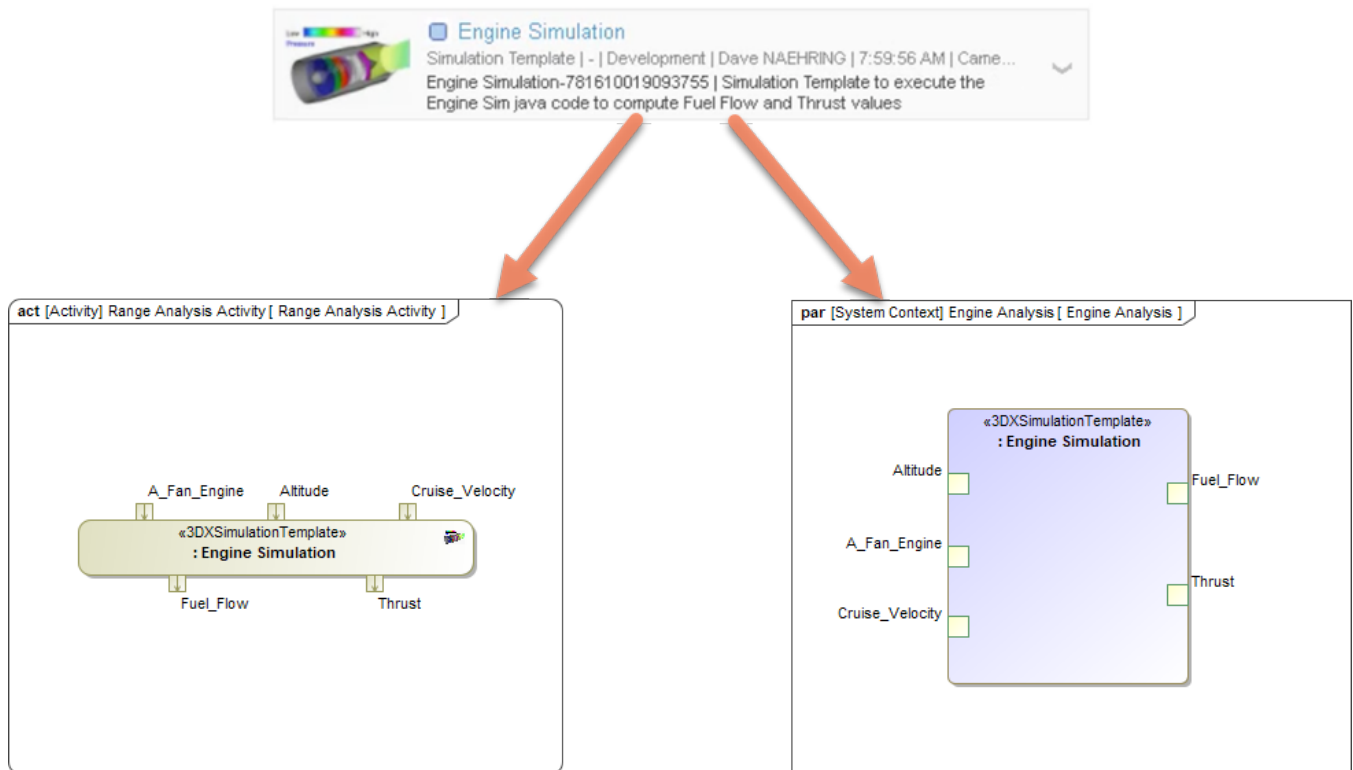 Low High
Pressure
Engine Simulation
Simulation Template | - | Development | Dave NAEHRING | 7:59:56 AM | Came...
Engine Simulation-781610019093755 | Simulation Template to execute the
Engine Sim java code to compute Fuel Flow and Thrust values
act [Activity] Range Analysis Activity [ Range Analysis Activity ]
A_Fan_Engine Altitude Cruise_Velocity
«3DXSimulationTemplate»
: Engine Simulation
Fuel_Flow Thrust
par [System Context] Engine Analysis [ Engine Analysis ]
«3DXSimulationTemplate»
: Engine Simulation
Altitude
Fuel_Flow
A_Fan_Engine
Thrust
Cruise_Velocity